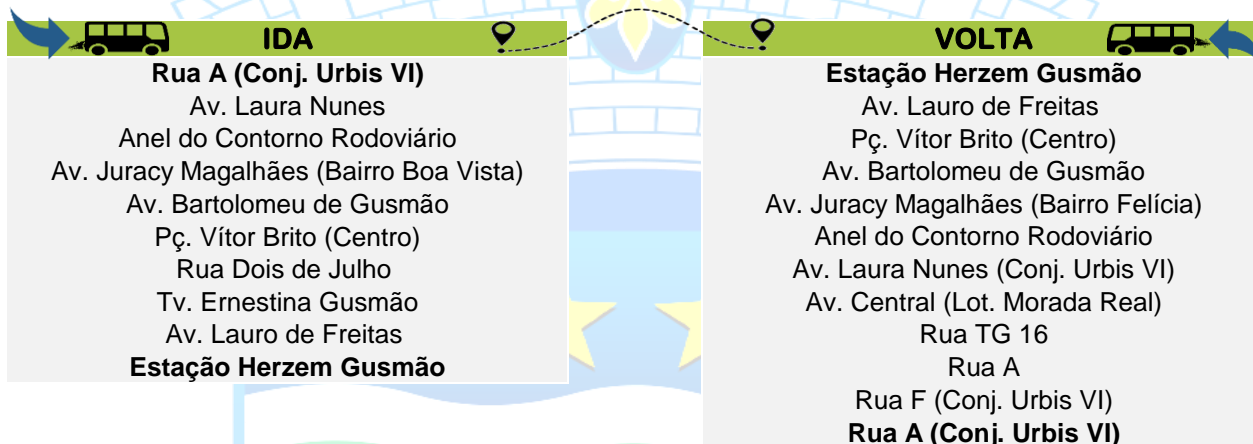 IDA
Rua A (Conj. Urbis VI)
Av. Laura Nunes
Anel do Contorno Rodoviário
Av. Juracy Magalhães (Bairro Boa Vista)
Av. Bartolomeu de Gusmão
Pç. Vítor Brito (Centro)
Rua Dois de Julho
Tv. Ernestina Gusmão
Av. Lauro de Freitas
Estação Herzem Gusmão
VOLTA
Estação Herzem Gusmão
Av. Lauro de Freitas
Pç. Vítor Brito (Centro)
Av. Bartolomeu de Gusmão
Av. Juracy Magalhães (Bairro Felícia)
Anel do Contorno Rodoviário
Av. Laura Nunes (Conj. Urbis VI)
Av. Central (Lot. Morada Real)
Rua TG 16
Rua A
Rua F (Conj. Urbis VI)
Rua A (Conj. Urbis VI)